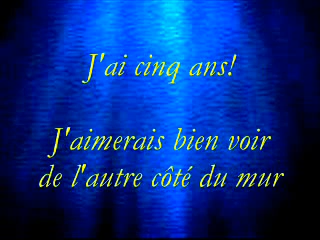 J'ai cinq ans!
J'aimerais bien voir
de l'autre côté du mur